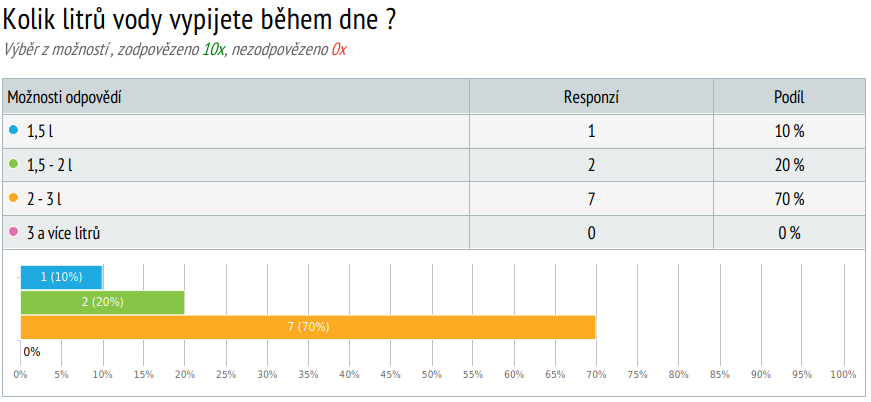 Kolik litrů vody vypijete během dne ?
Výběr z možností , zodpovězeno 10x, nezodpovězeno 0x
Možnosti odpovědí Responzí Podíl
1,5 l 1 10 %
1,5 - 2 l 2 20 %
2 - 3 l 7 70 %
3 a více litrů 0 0 %
1 (10%)
2 (20%)
7 (70%)
0%
0% 5% 10% 15% 20% 25% 30% 35% 40% 45% 50% 55% 60% 65% 70% 75% 80% 85% 90% 95% 100%